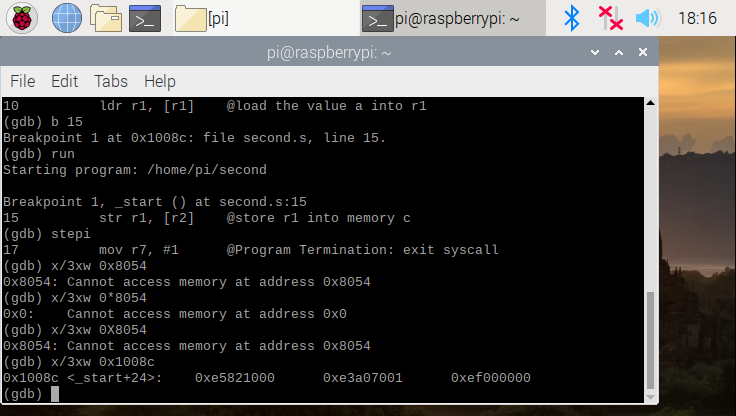 [pi]
pi@raspberrypi: ~
18:16
pi@raspberrypi: ~
File Edit Tabs Help
10          ldr r1, [r1]    @load the value a into r1
(gdb) b 15
Breakpoint 1 at 0x1008c: file second.s, line 15.
(gdb) run
Starting program: /home/pi/second
Breakpoint 1, _start () at second.s:15
15          str r1, [r2]    @store r1 into memory c
(gdb) stepi
17          mov r7, #1      @Program Termination: exit syscall
(gdb) x/3xw 0x8054
0x8054: Cannot access memory at address 0x8054
(gdb) x/3xw 0*8054
0x0:    Cannot access memory at address 0x0
(gdb) x/3xw 0X8054
0x8054: Cannot access memory at address 0x8054
(gdb) x/3xw 0x1008c
0x1008c <_start+24>:    0xe5821000      0xe3a07001      0xef000000
(gdb)